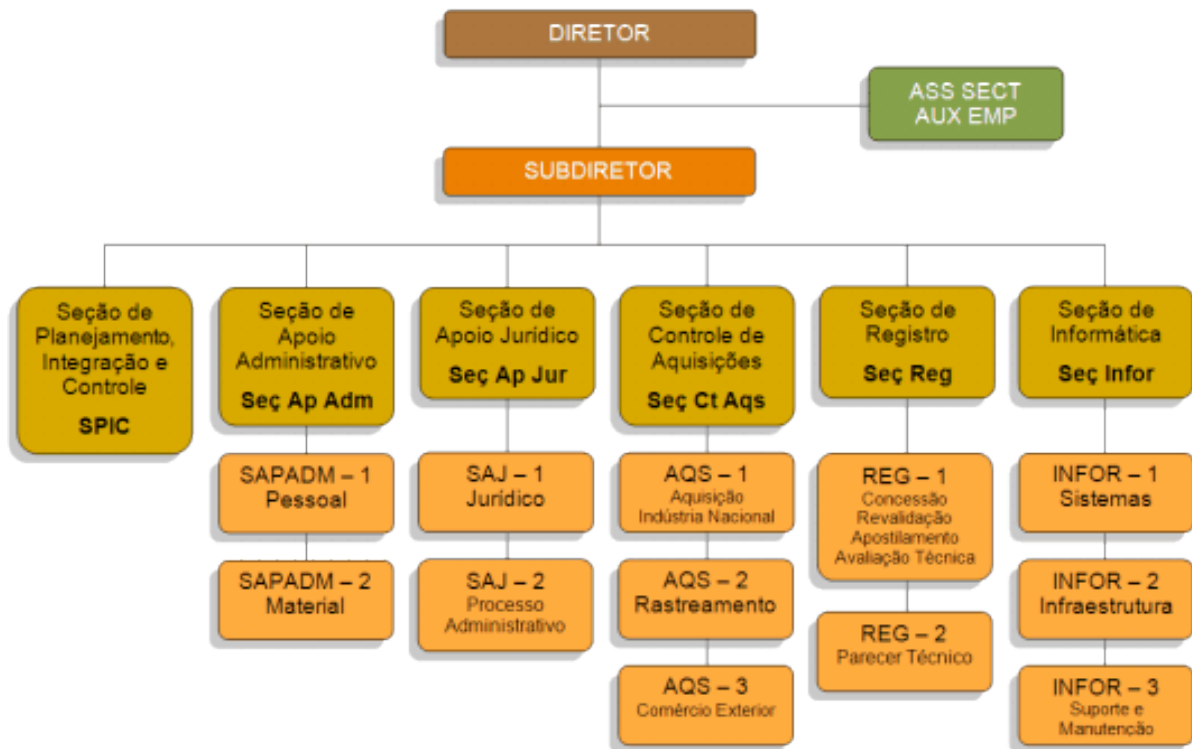 DIRETOR
ASS SECT
AUX EMP
SUBDIRETOR
Seção de
Planejamento,
Integração e
Controle
SPIC
Seção de
Apoio
Administrativo
Seç Ap Adm
Seção de
Apoio Jurídico
Seç Ap Jur
Seção de
Controle de
Aquisições
Seç Ct Aqs
Seção de
Registro
Seç Reg
Seção de
Informática
Seç Infor
SAPADM – 1
Pessoal
SAPADM – 2
Material
SAJ – 1
Jurídico
SAJ – 2
Processo
Administrativo
AQS – 1
Aquisição
Indústria Nacional
AQS – 2
Rastreamento
AQS – 3
Comércio Exterior
REG – 1
Concessão
Revalidação
Apostilamento
Avaliação Técnica
REG – 2
Parecer Técnico
INFOR – 1
Sistemas
INFOR – 2
Infraestrutura
INFOR – 3
Suporte e
Manutenção